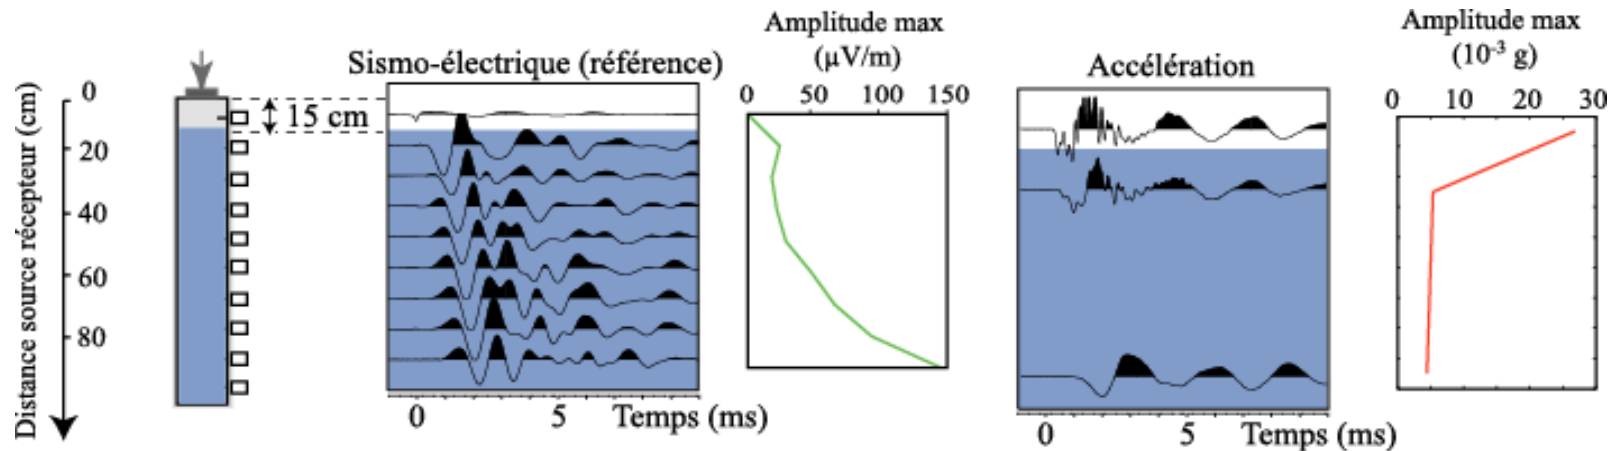 Distance source récepteur (cm)
0
20
40
60
80
15 cm
Sismo-électrique (référence)
0 5 Temps (ms)
Amplitude max
(µV/m)
0 50 100 150
Accélération
0 5 Temps (ms)
Amplitude max
(10⁻³ g)
0 10 20 30